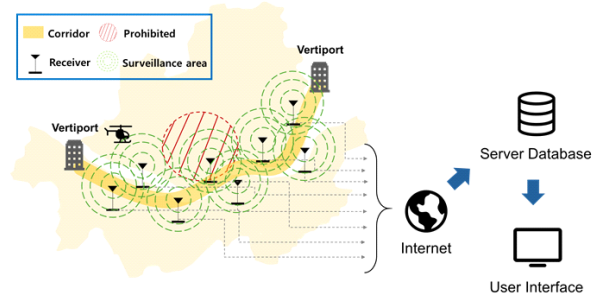 Corridor
Prohibited
Receiver
Surveillance area
Vertiport
Vertiport
Server Database
Internet
User Interface